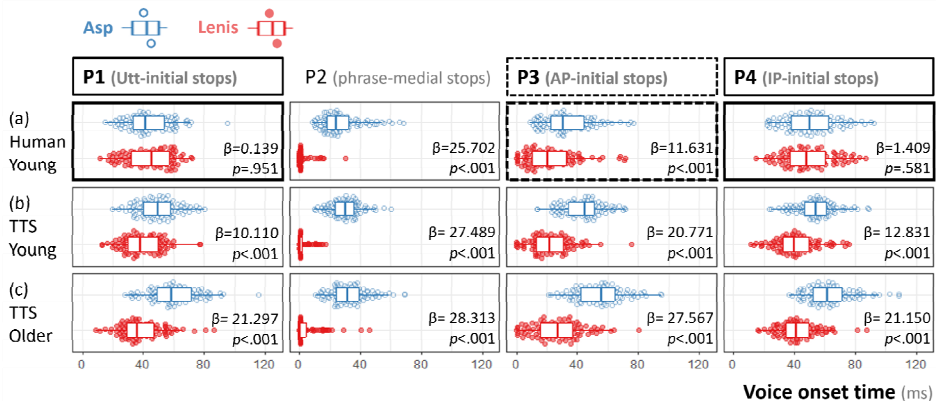 Asp Lenis
P1 (Utt-initial stops) P2 (phrase-medial stops) P3 (AP-initial stops) P4 (IP-initial stops)
(a)
Human
Young
β=0.139
p=.951
β=25.702
p<.001
β=11.631
p<.001
β=1.409
p=.581
(b)
TTS
Young
β=10.110
p<.001
β= 27.489
p<.001
β= 20.771
p<.001
β= 12.831
p<.001
(c)
TTS
Older
β= 21.297
p<.001
β= 28.313
p<.001
β= 27.567
p<.001
β= 21.150
p<.001
0 40 80 120 0 40 80 120 0 40 80 120 0 40 80 120
Voice onset time (ms)